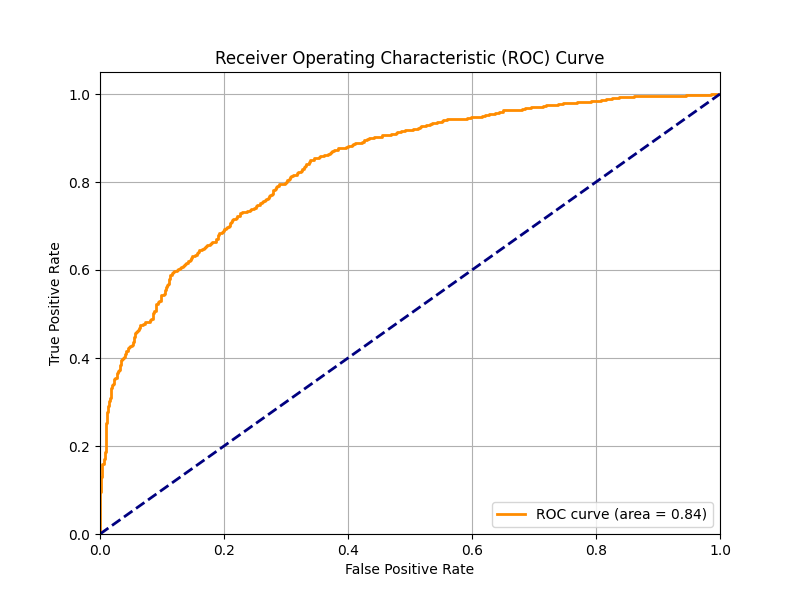 Receiver Operating Characteristic (ROC) Curve
True Positive Rate
1.0
0.8
0.6
0.4
0.2
0.0
ROC curve (area = 0.84)
0.0 0.2 0.4 0.6 0.8 1.0
False Positive Rate